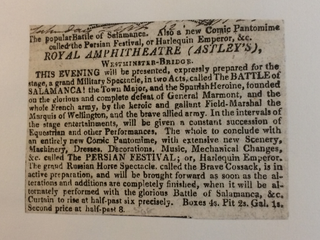 The popular Battle of Salamanca. Also a new Comic Pantomime
called the Persian Festival, or Harlequin Emperor, &c.
ROYAL AMPHITHEATRE (ASTLEY'S),
WESTMINSTER-BRIDGE.
THIS EVENING will be presented, expressly prepared for the
stage, a grand Military Spectacle, in two Acts, called The BATTLE of
SALAMANCA! the Town Major, and the Spanish Heroine, founded
on the glorious and complete defeat of General Marmont, and the
whole French army, by the heroic and gallant Field-Marshal the
Marquis of Wellington, and the brave allied army. In the intervals of
the stage entertainments, will be given a constant succession of
Equestrian and other Performances. The whole to conclude with
an entirely new Comic Pantomime, with extensive new Scenery,
Machinery, Dresses, Decorations, Music, Mechanical Changes,
&c. called The PERSIAN FESTIVAL; or, Harlequin Emperor.
The grand Russian Horse Spectacle, called the Brave Cossack, is in
active preparation, and will be brought forward as soon as the al-
terations and additions are completely finished, when it will be al-
ternately performed with the glorious Battle of Salamanca, &c.
Curtain to rise at half-past six precisely. Boxes 4s. Pit 2s. Gal. 1s.
Second price at half-past 8.